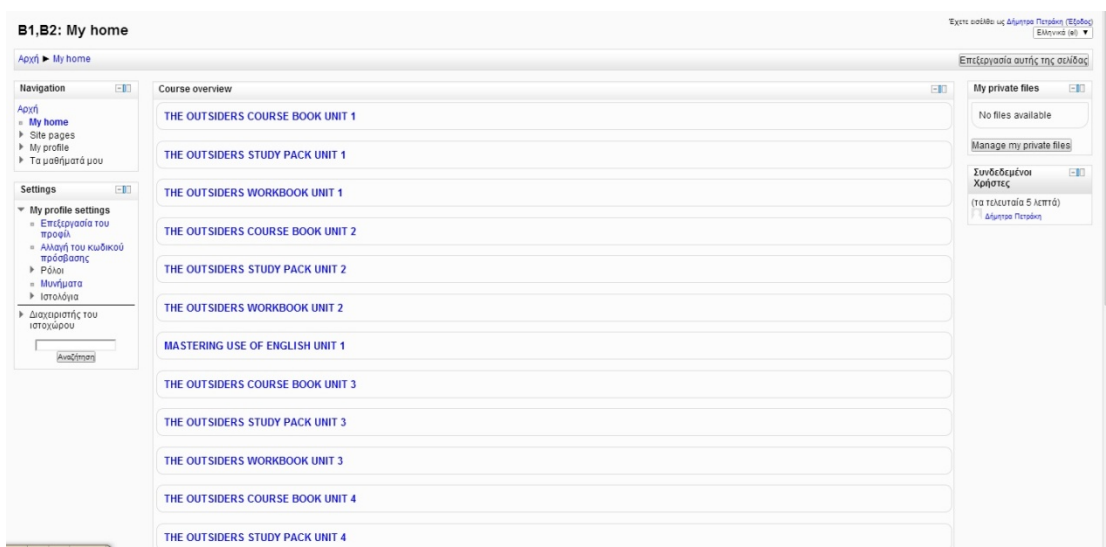 B1,B2: My home
Έχετε εισέλθει ως Δήμητρα Πετράκη (Έξοδος)
Ελληνικά (el) ▼
Αρχή ► My home
Επεξεργασία αυτής της σελίδας
Navigation
Αρχή
My home
Site pages
My profile
Τα μαθήματά μου
Settings
My profile settings
Επεξεργασία του
προφίλ
Αλλαγή του κωδικού
πρόσβασης
Ρόλοι
Μυνήματα
Ιστολόγια
Διαχειριστής του
ιστοχώρου
Αναζήτηση
Course overview
THE OUTSIDERS COURSE BOOK UNIT 1
THE OUTSIDERS STUDY PACK UNIT 1
THE OUTSIDERS WORKBOOK UNIT 1
THE OUTSIDERS COURSE BOOK UNIT 2
THE OUTSIDERS STUDY PACK UNIT 2
THE OUTSIDERS WORKBOOK UNIT 2
MASTERING USE OF ENGLISH UNIT 1
THE OUTSIDERS COURSE BOOK UNIT 3
THE OUTSIDERS STUDY PACK UNIT 3
THE OUTSIDERS WORKBOOK UNIT 3
THE OUTSIDERS COURSE BOOK UNIT 4
THE OUTSIDERS STUDY PACK UNIT 4
My private files
No files available
Manage my private files
Συνδεδεμένοι
Χρήστες
(τα τελευταία 5 λεπτά)
Δήμητρα Πετράκη